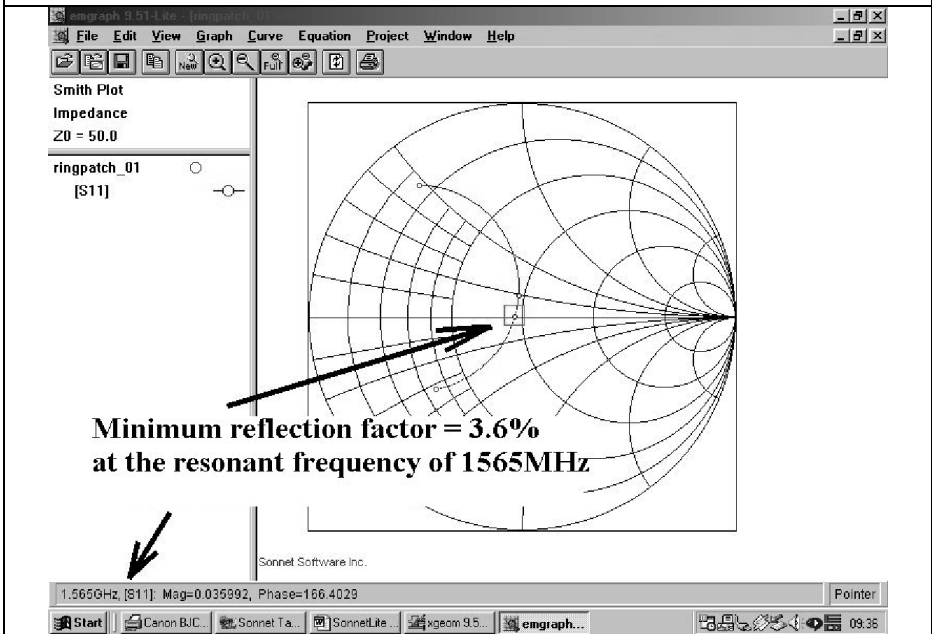 emgraph 9.51-Lite - [ringpatch_01
File Edit View Graph Curve Equation Project Window Help
New Full
Smith Plot
Impedance
Z0 = 50.0
ringpatch_01
[S11]
Minimum reflection factor = 3.6%
at the resonant frequency of 1565MHz
Sonnet Software Inc.
1.565GHz, [S11]: Mag=0.035992, Phase=166.4029 Pointer
Start Canon BJC... Sonnet Ta... SonnetLite ... xgeom 9.5... emgraph... 09:36